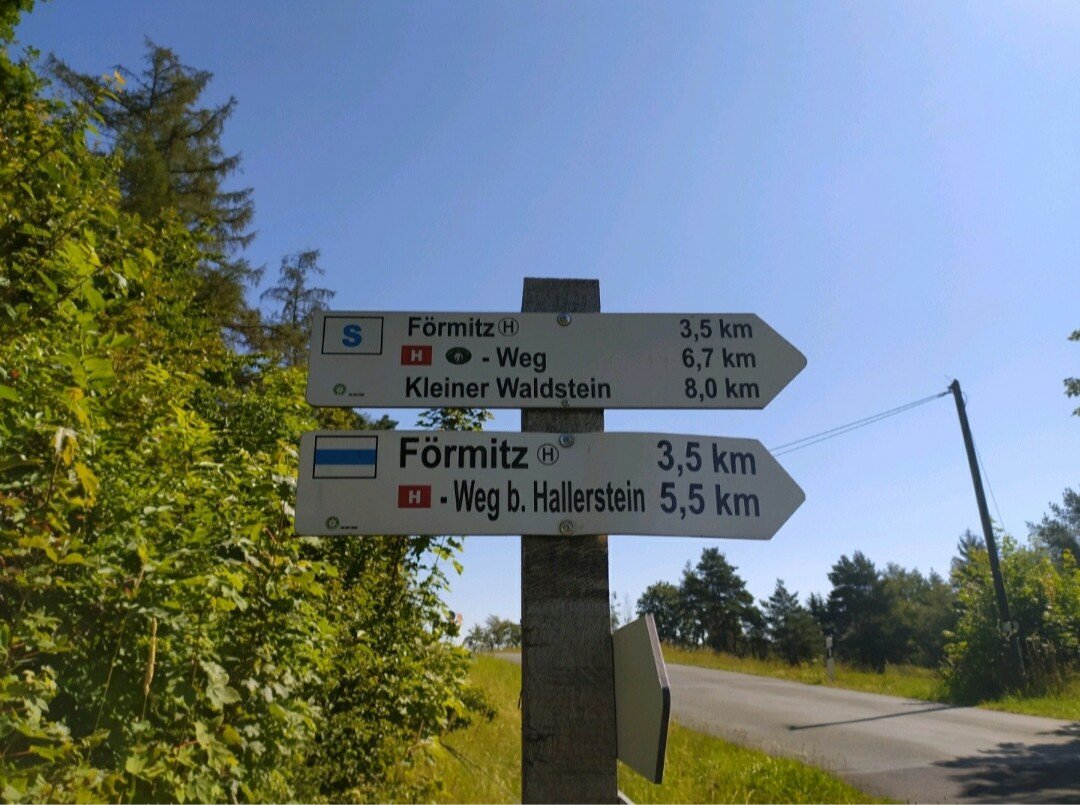 S Förmitz H 3,5 km
H - Weg 6,7 km
Kleiner Waldstein 8,0 km
Förmitz H 3,5 km
H - Weg b. Hallerstein 5,5 km